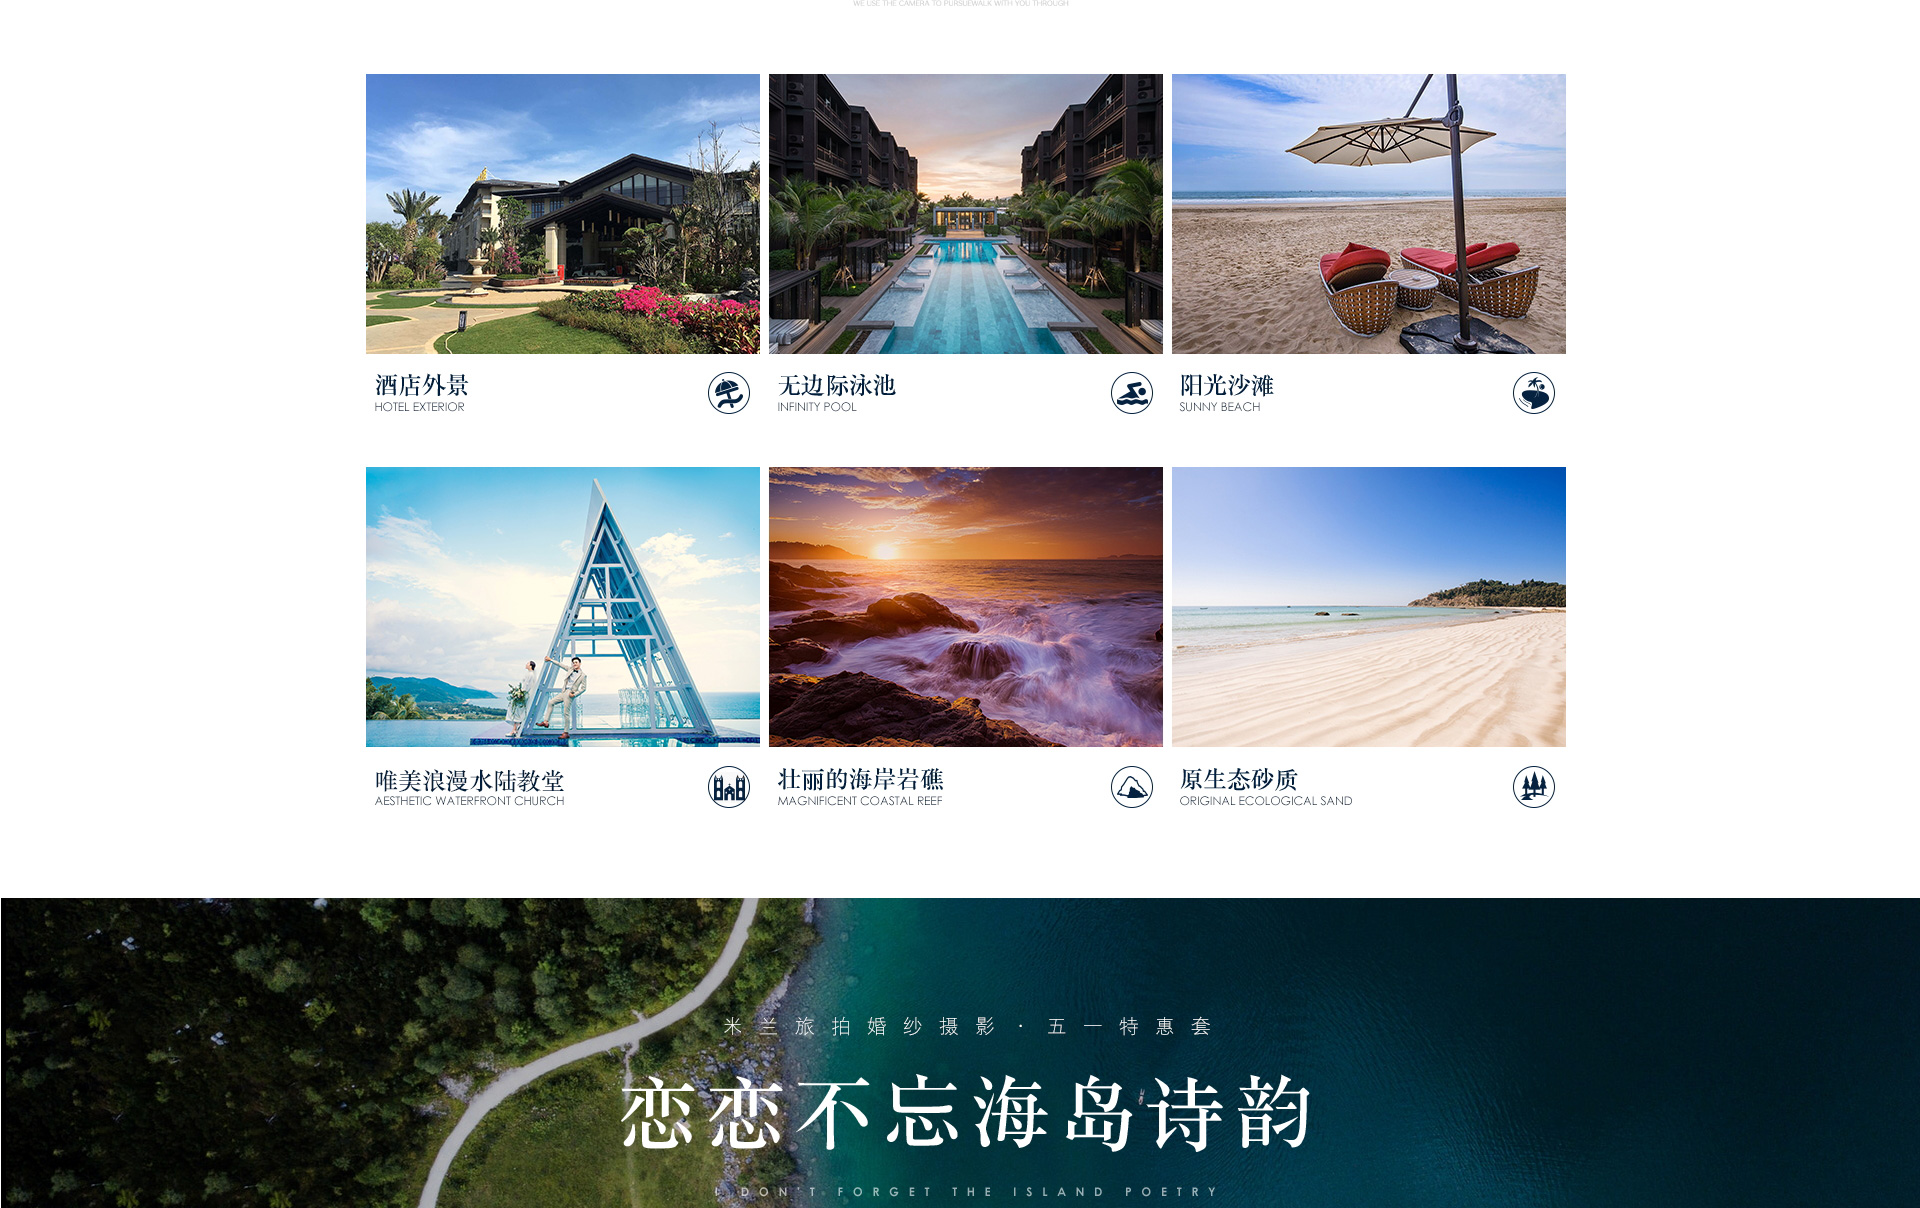 WE USE THE CAMERA TO PURSUEWALK WITH YOU THROUGH
酒店外景
HOTEL EXTERIOR
无边际泳池
INFINITY POOL
阳光沙滩
SUNNY BEACH
唯美浪漫水陆教堂
AESTHETIC WATERFRONT CHURCH
壮丽的海岸岩礁
MAGNIFICENT COASTAL REEF
原生态砂质
ORIGINAL ECOLOGICAL SAND
米兰旅拍婚纱摄影·五一特惠套
恋恋不忘海岛诗韵
I DON'T FORGET THE ISLAND POETRY